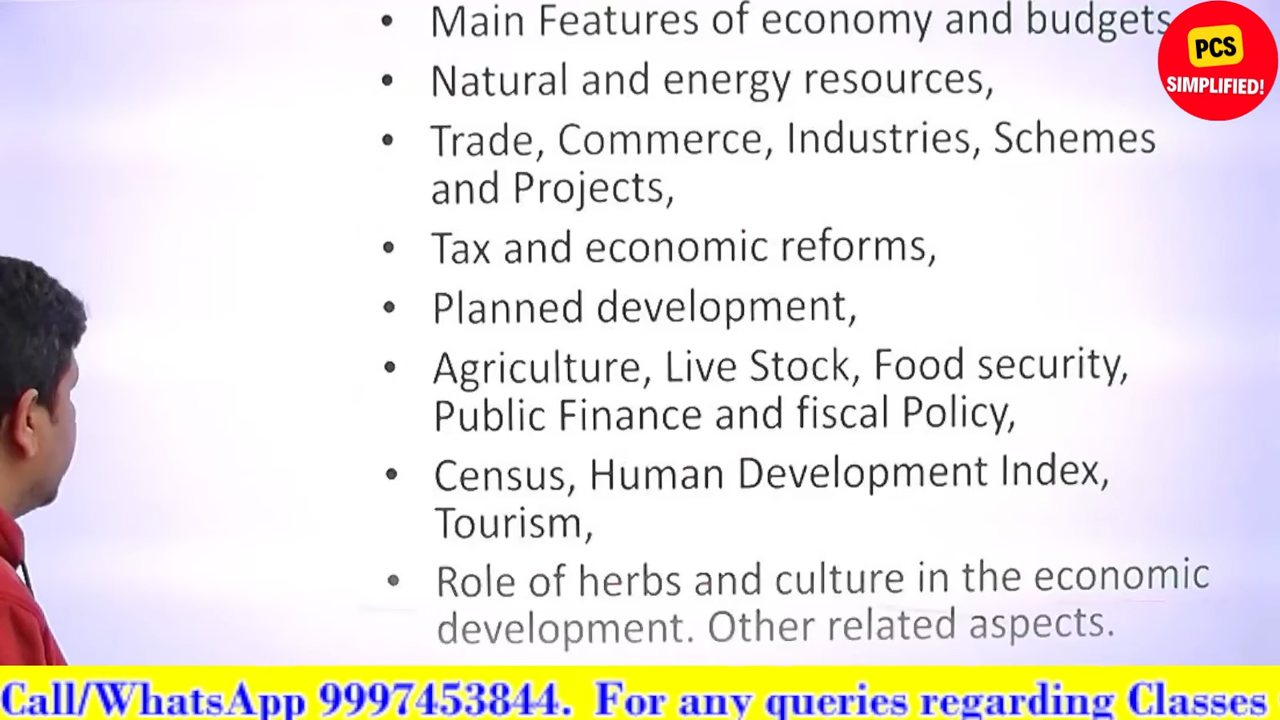 • Main Features of economy and budgets
PCS
SIMPLIFIED!
• Natural and energy resources,
• Trade, Commerce, Industries, Schemes
and Projects,
• Tax and economic reforms,
• Planned development,
• Agriculture, Live Stock, Food security,
Public Finance and fiscal Policy,
• Census, Human Development Index,
Tourism,
• Role of herbs and culture in the economic
development. Other related aspects.
Call/WhatsApp 9997453844. For any queries regarding Classes